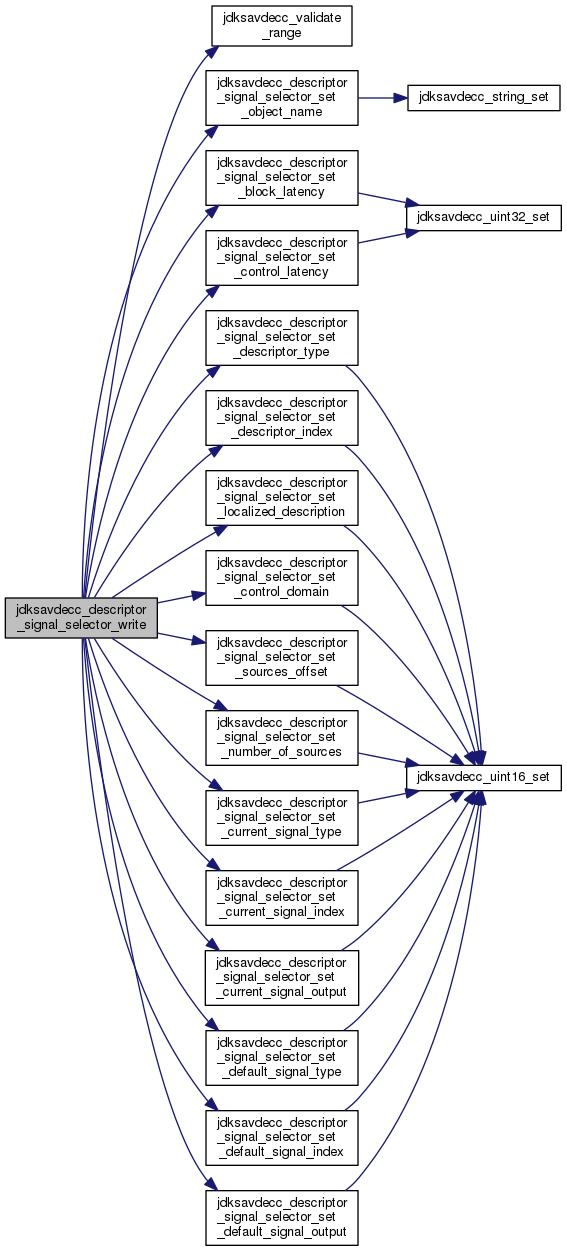 jdksavdecc_validate
_range
jdksavdecc_descriptor
_signal_selector_set
_object_name
jdksavdecc_string_set
jdksavdecc_descriptor
_signal_selector_set
_block_latency
jdksavdecc_uint32_set
jdksavdecc_descriptor
_signal_selector_set
_control_latency
jdksavdecc_descriptor
_signal_selector_set
_descriptor_type
jdksavdecc_descriptor
_signal_selector_set
_descriptor_index
jdksavdecc_descriptor
_signal_selector_set
_localized_description
jdksavdecc_descriptor
_signal_selector_set
_control_domain
jdksavdecc_descriptor
_signal_selector_write
jdksavdecc_descriptor
_signal_selector_set
_sources_offset
jdksavdecc_descriptor
_signal_selector_set
_number_of_sources
jdksavdecc_uint16_set
jdksavdecc_descriptor
_signal_selector_set
_current_signal_type
jdksavdecc_descriptor
_signal_selector_set
_current_signal_index
jdksavdecc_descriptor
_signal_selector_set
_current_signal_output
jdksavdecc_descriptor
_signal_selector_set
_default_signal_type
jdksavdecc_descriptor
_signal_selector_set
_default_signal_index
jdksavdecc_descriptor
_signal_selector_set
_default_signal_output